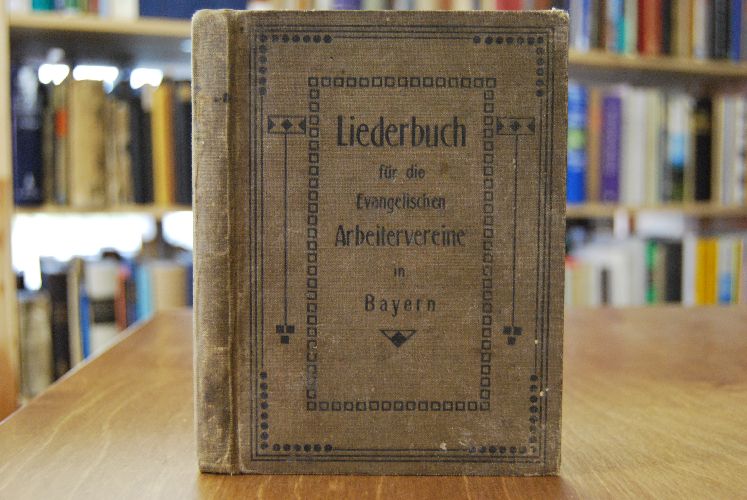 Liederbuch
für die
Evangelischen
Arbeitervereine
in
Bayern